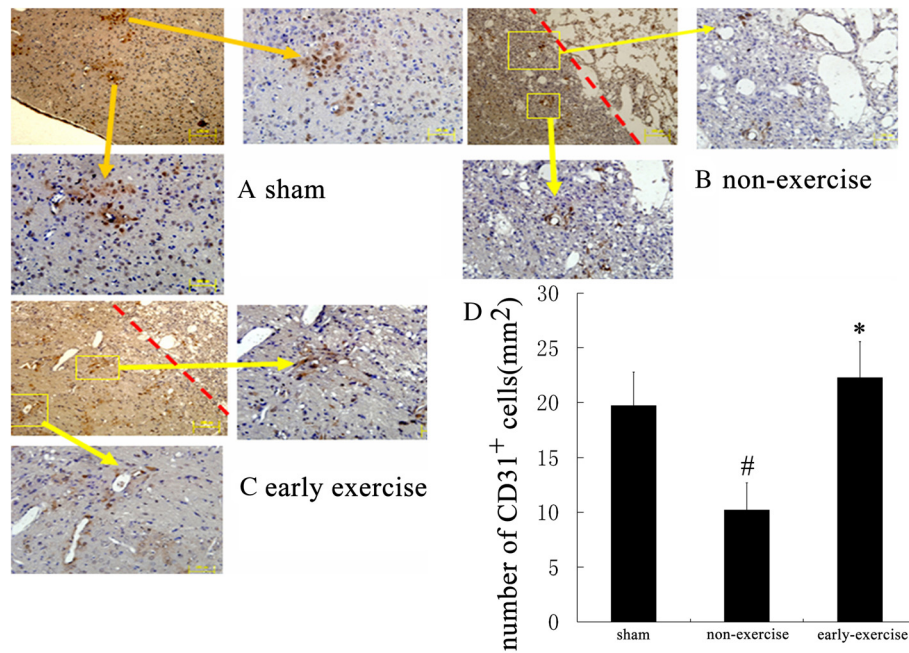 A sham
B non-exercise
C early exercise
D
number of CD31+ cells(mm2)
30
25
20
15
10
5
0
#
*
sham
non-exercise
early-exercise